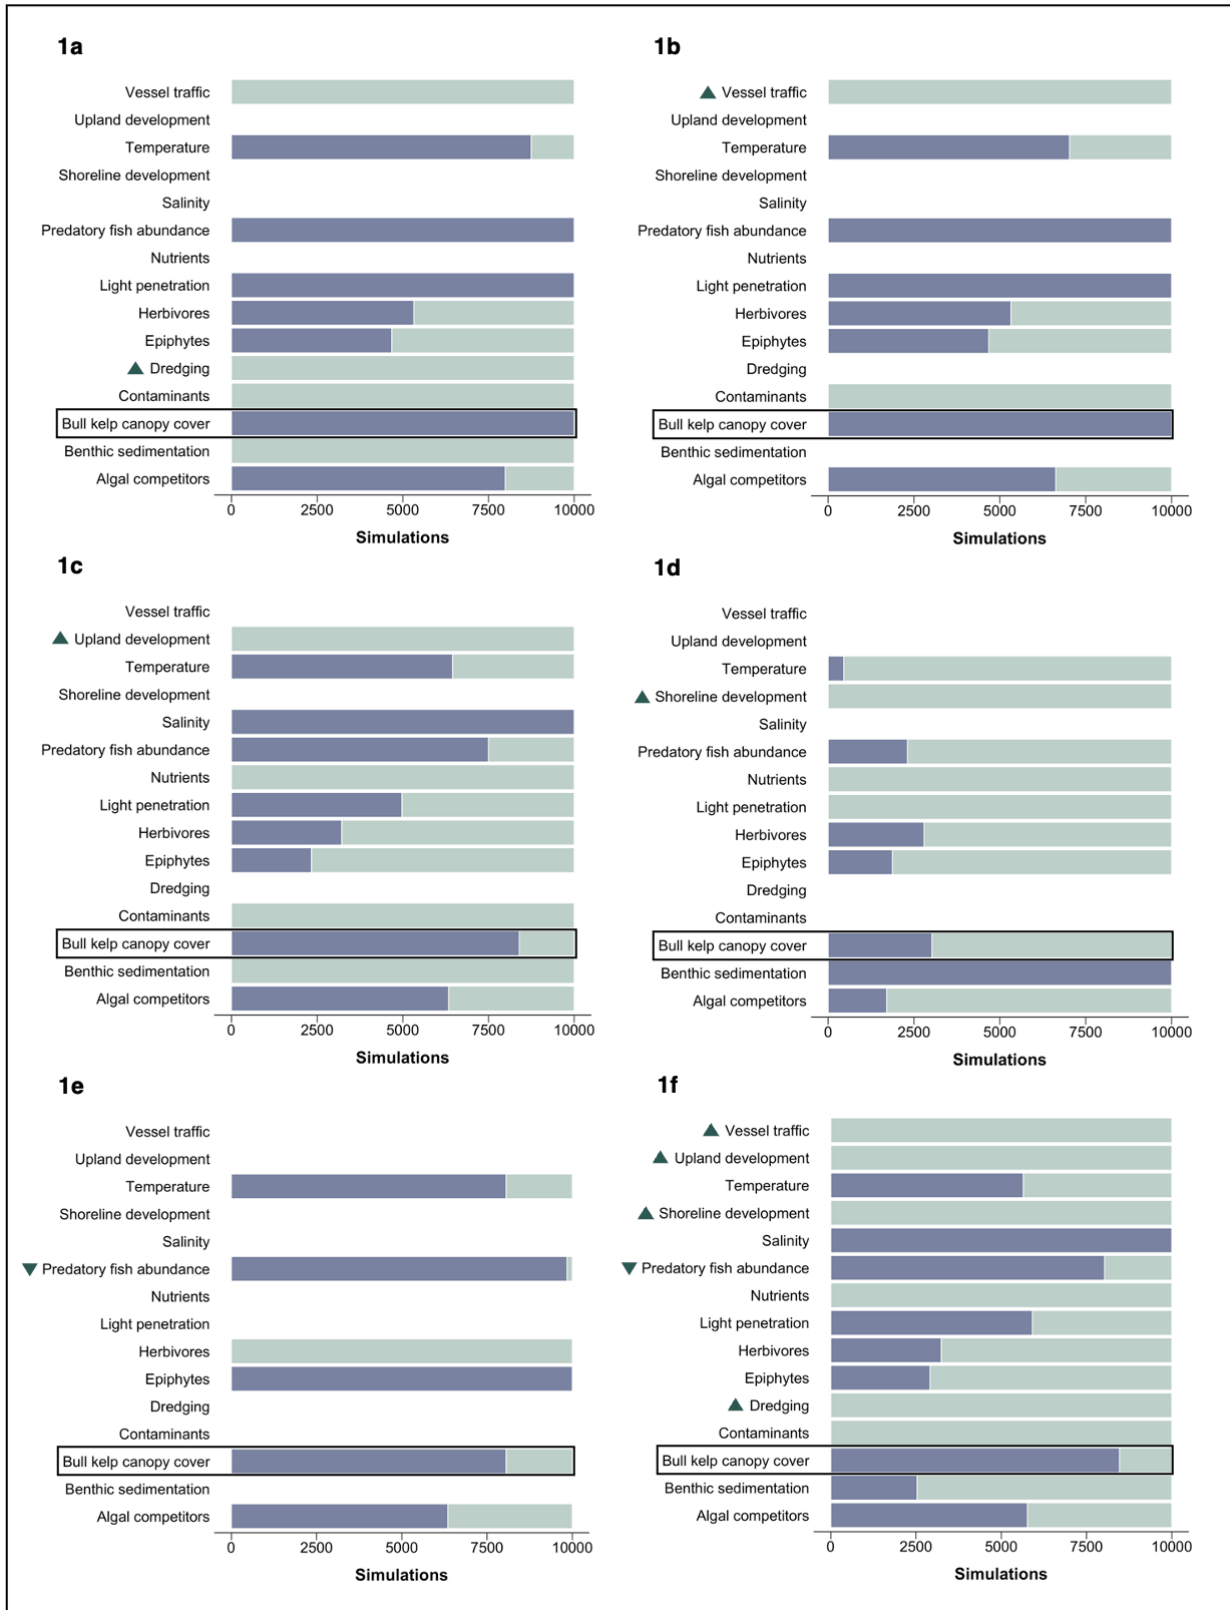 1a
Vessel traffic
Upland development
Temperature
Shoreline development
Salinity
Predatory fish abundance
Nutrients
Light penetration
Herbivores
Epiphytes
Dredging
Contaminants
Bull kelp canopy cover
Benthic sedimentation
Algal competitors
0 2500 5000 7500 10000
Simulations
1b
Vessel traffic
Upland development
Temperature
Shoreline development
Salinity
Predatory fish abundance
Nutrients
Light penetration
Herbivores
Epiphytes
Dredging
Contaminants
Bull kelp canopy cover
Benthic sedimentation
Algal competitors
0 2500 5000 7500 10000
Simulations
1c
Vessel traffic
Upland development
Temperature
Shoreline development
Salinity
Predatory fish abundance
Nutrients
Light penetration
Herbivores
Epiphytes
Dredging
Contaminants
Bull kelp canopy cover
Benthic sedimentation
Algal competitors
0 2500 5000 7500 10000
Simulations
1d
Vessel traffic
Upland development
Temperature
Shoreline development
Salinity
Predatory fish abundance
Nutrients
Light penetration
Herbivores
Epiphytes
Dredging
Contaminants
Bull kelp canopy cover
Benthic sedimentation
Algal competitors
0 2500 5000 7500 10000
Simulations
1e
Vessel traffic
Upland development
Temperature
Shoreline development
Salinity
Predatory fish abundance
Nutrients
Light penetration
Herbivores
Epiphytes
Dredging
Contaminants
Bull kelp canopy cover
Benthic sedimentation
Algal competitors
0 2500 5000 7500 10000
Simulations
1f
Vessel traffic
Upland development
Temperature
Shoreline development
Salinity
Predatory fish abundance
Nutrients
Light penetration
Herbivores
Epiphytes
Dredging
Contaminants
Bull kelp canopy cover
Benthic sedimentation
Algal competitors
0 2500 5000 7500 10000
Simulations